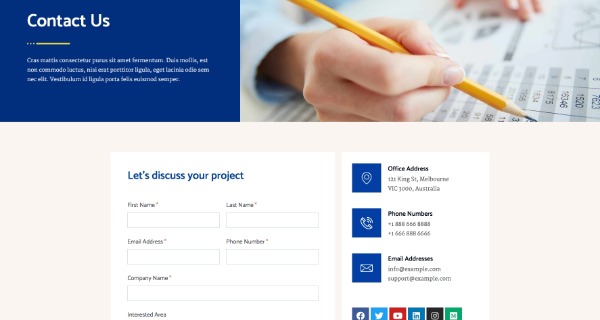 Contact Us
Cras mattis consectetur purus sit amet fermentum. Duis mollis, est
non commodo luctus, nisi erat porttitor ligula, eget lacinia odio sem
nec elit. Vestibulum id ligula porta felis euismod semper.
Let's discuss your project
First Name *
Last Name *
Email Address *
Phone Number *
Company Name *
Interested Area
Office Address
121 King St, Melbourne
VIC 3000, Australia
Phone Numbers
+1 888 666 8888
+1 666 888 6666
Email Addresses
info@example.com
support@example.com